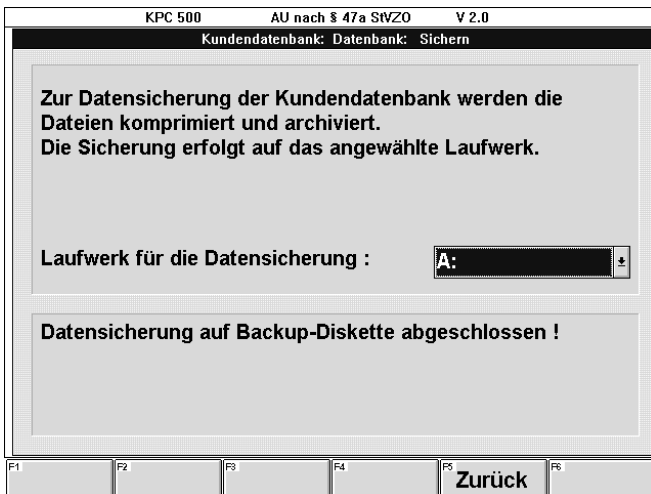 KPC 500 AU nach § 47a StVZO V 2.0
Kundendatenbank: Datenbank: Sichern
Zur Datensicherung der Kundendatenbank werden die
Dateien komprimiert und archiviert.
Die Sicherung erfolgt auf das angewählte Laufwerk.
Laufwerk für die Datensicherung : A:
Datensicherung auf Backup-Diskette abgeschlossen !
F1 F2 F3 F4 F5 Zurück F6